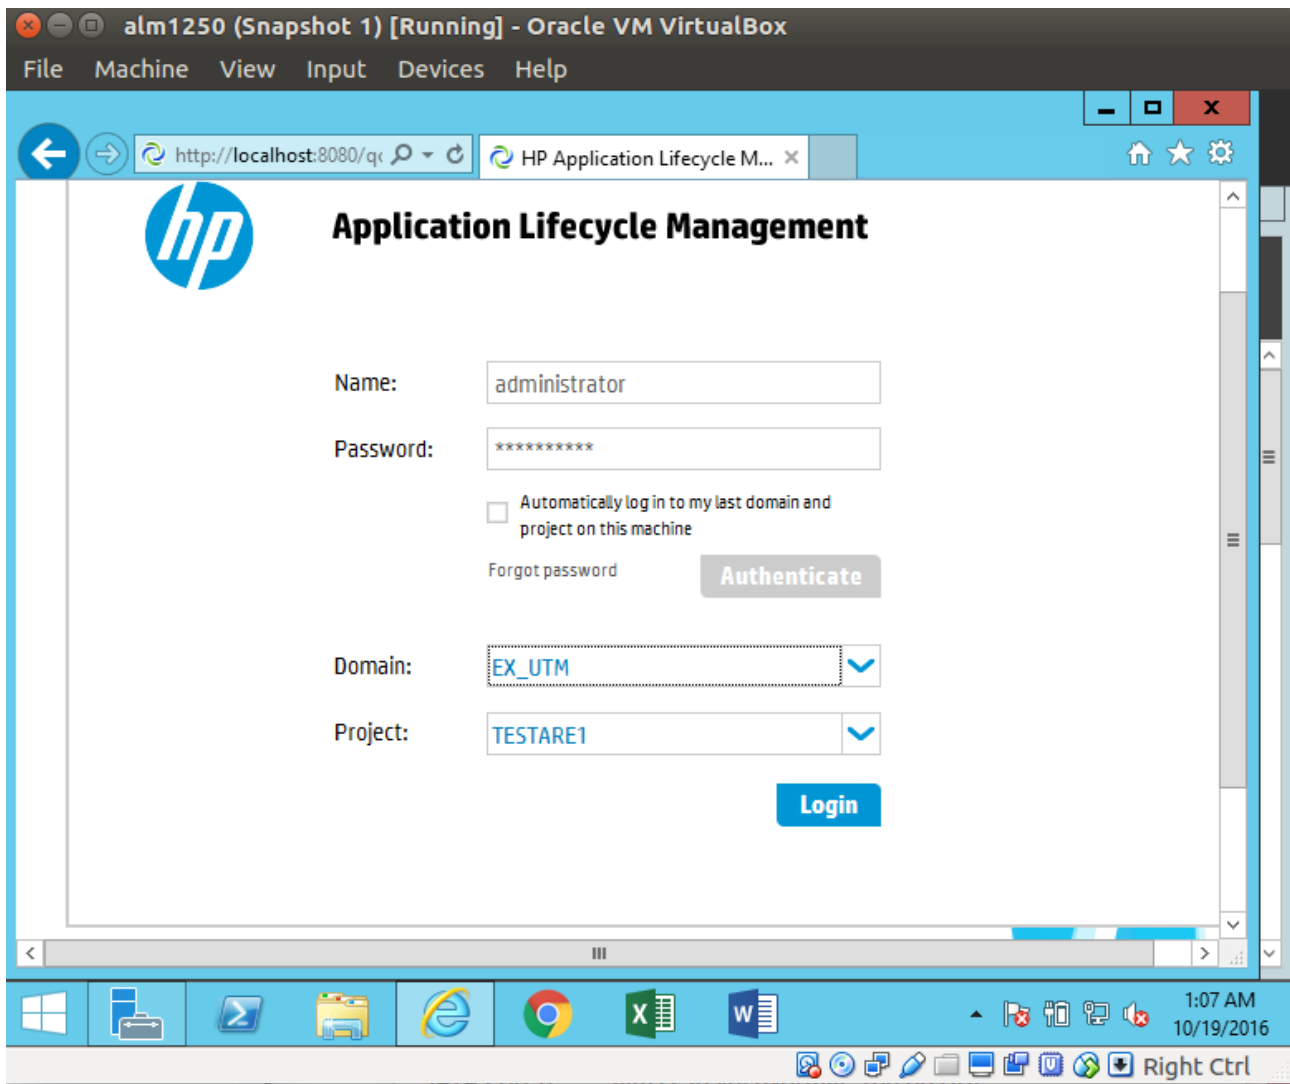 alm1250 (Snapshot 1) [Running] - Oracle VM VirtualBox
File Machine View Input Devices Help
http://localhost:8080/qc
HP Application Lifecycle M...
hp
Application Lifecycle Management
Name: administrator
Password: **********
Automatically log in to my last domain and
project on this machine
Forgot password
Authenticate
Domain: EX_UTM
Project: TESTARE1
Login
1:07 AM
10/19/2016
Right Ctrl